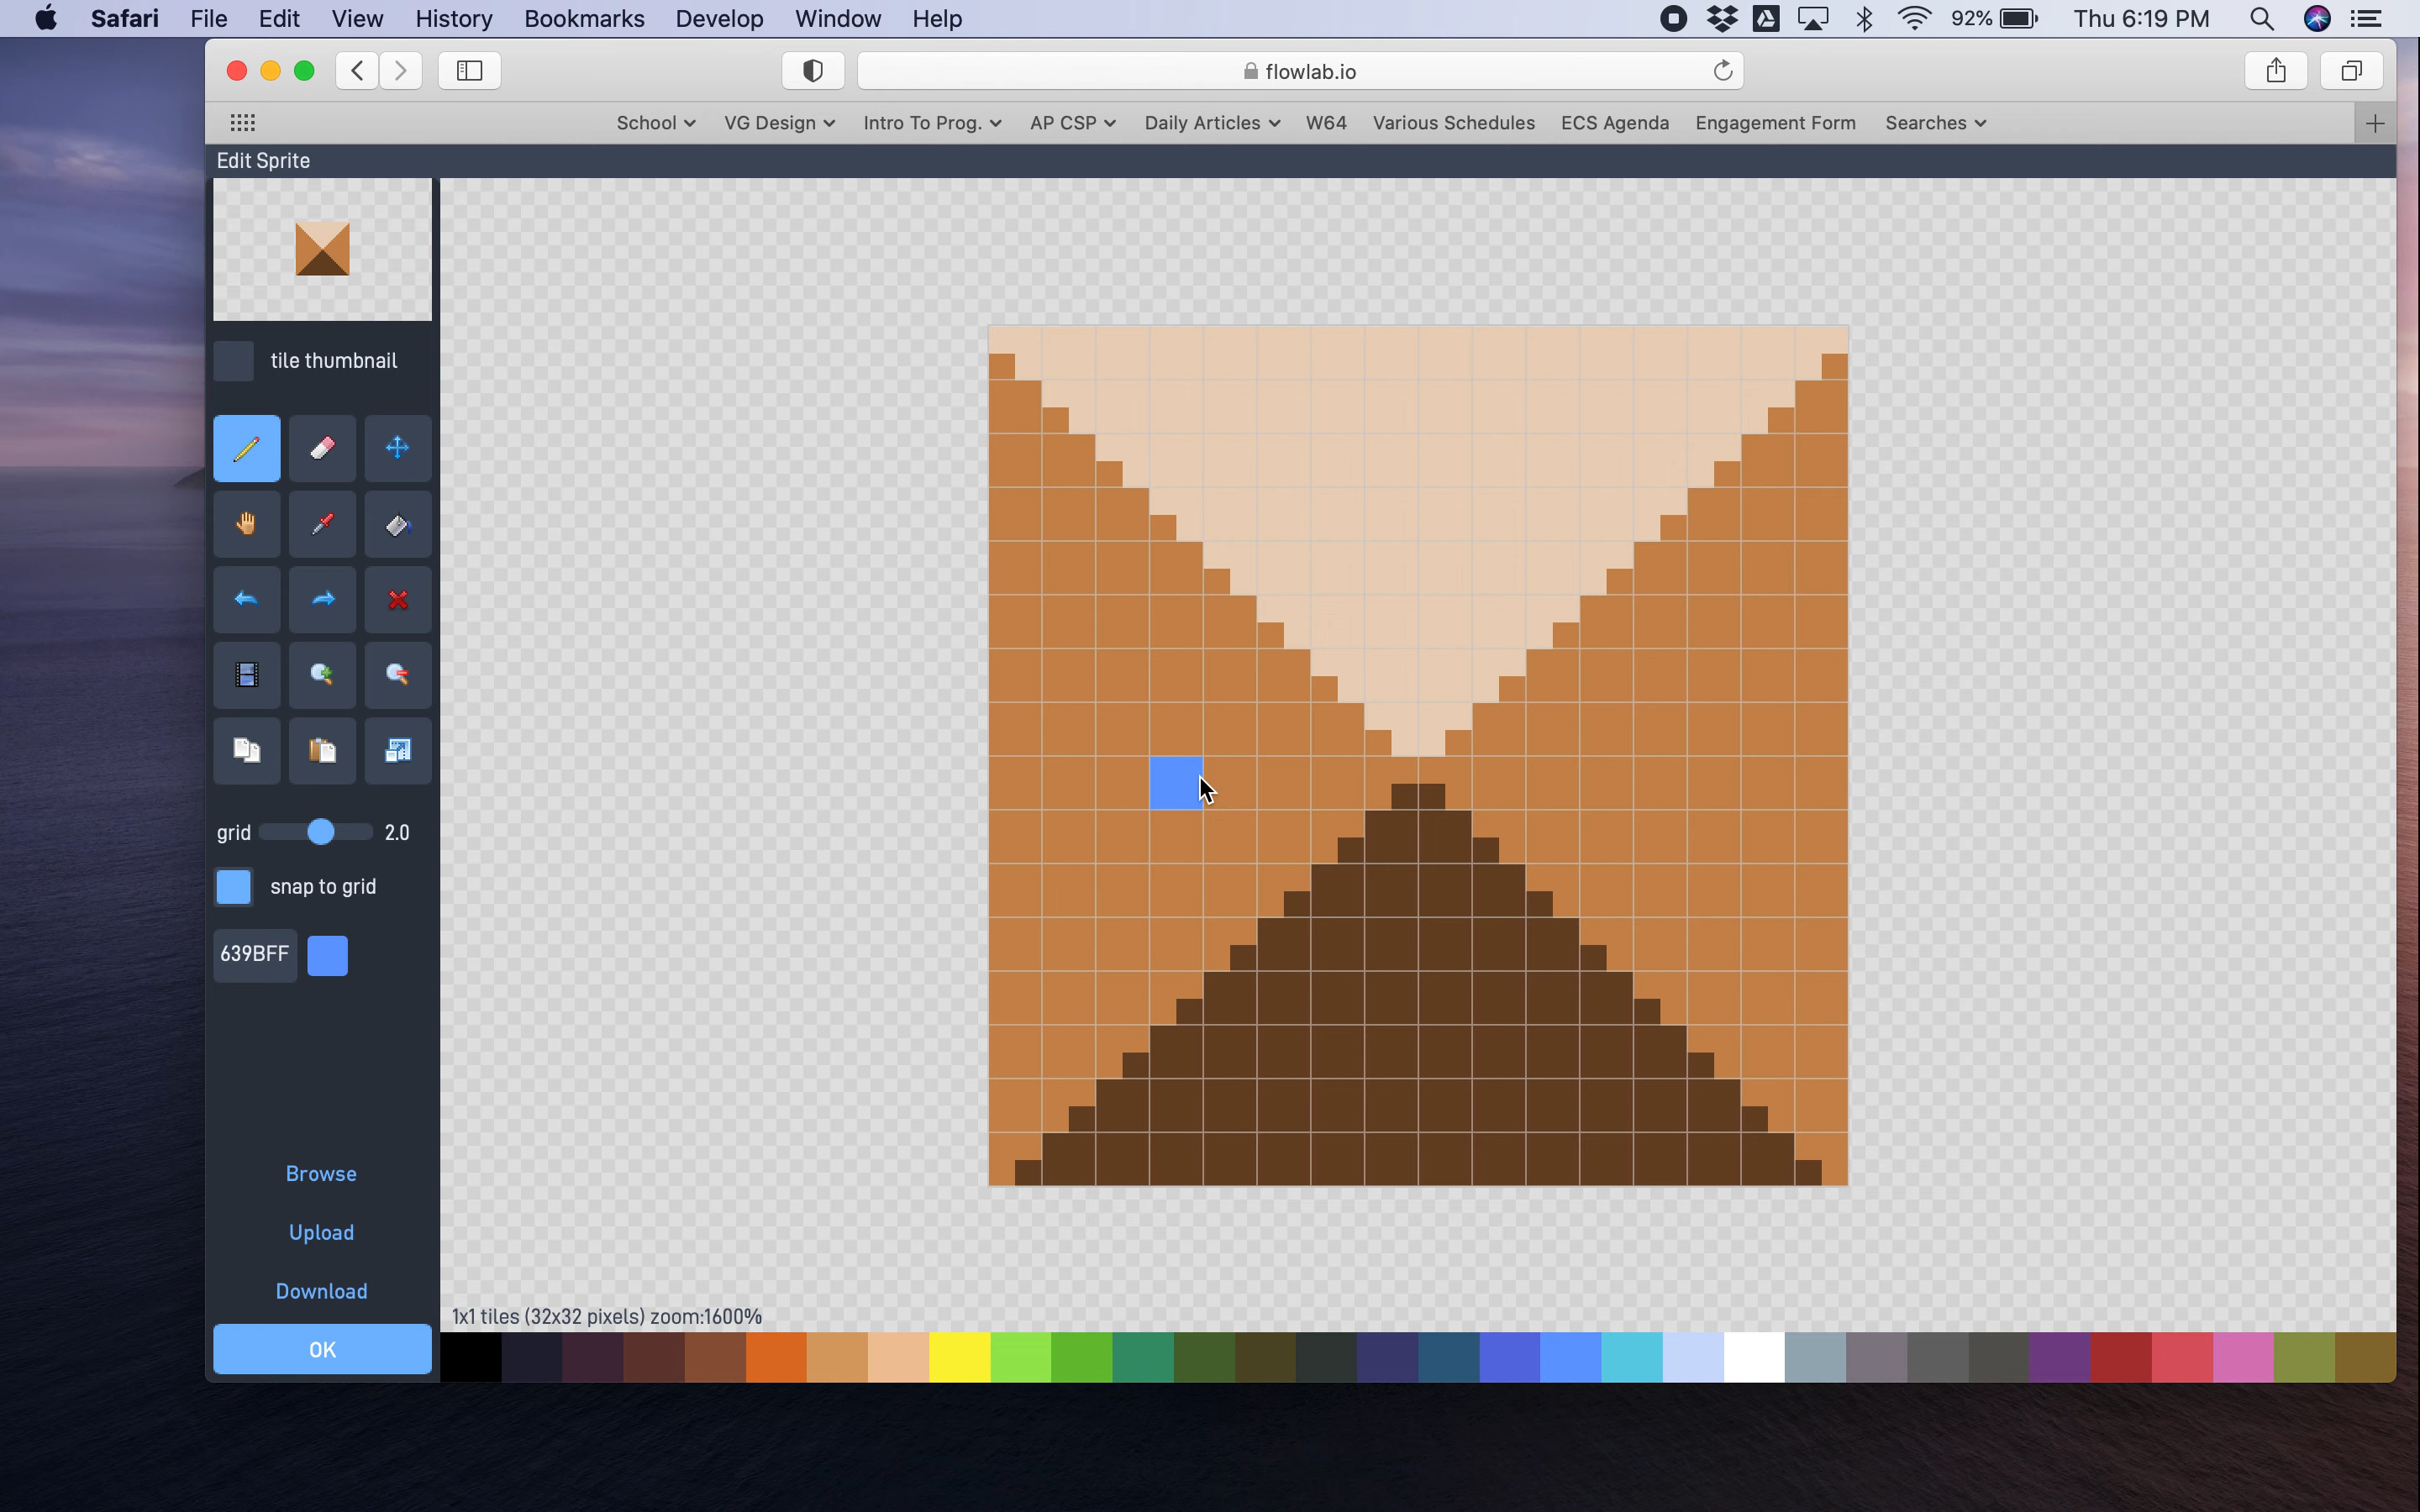 Safari File Edit View History Bookmarks Develop Window Help 92% Thu 6:19 PM
flowlab.io
School VG Design Intro To Prog. AP CSP Daily Articles W64 Various Schedules ECS Agenda Engagement Form Searches
Edit Sprite
tile thumbnail
grid 2.0
snap to grid
639BFF
Browse
Upload
Download
1x1 tiles (32x32 pixels) zoom:1600%
OK